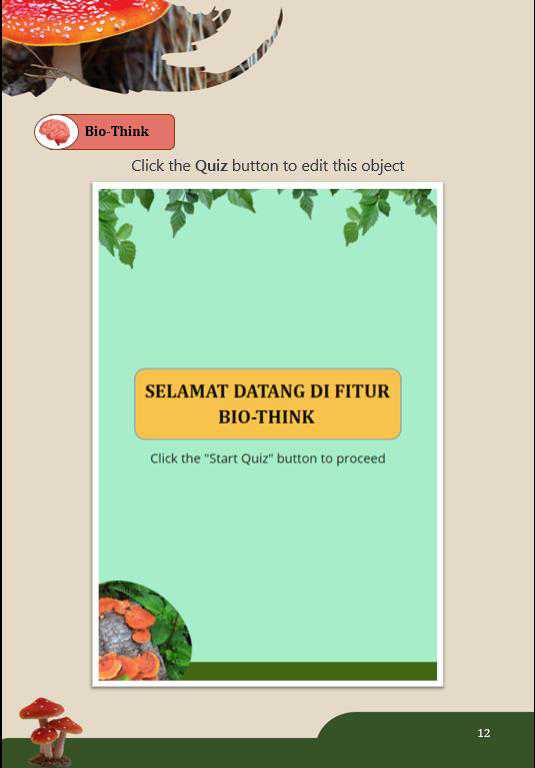 Bio-Think
Click the Quiz button to edit this object
SELAMAT DATANG DI FITUR
BIO-THINK
Click the "Start Quiz" button to proceed
12